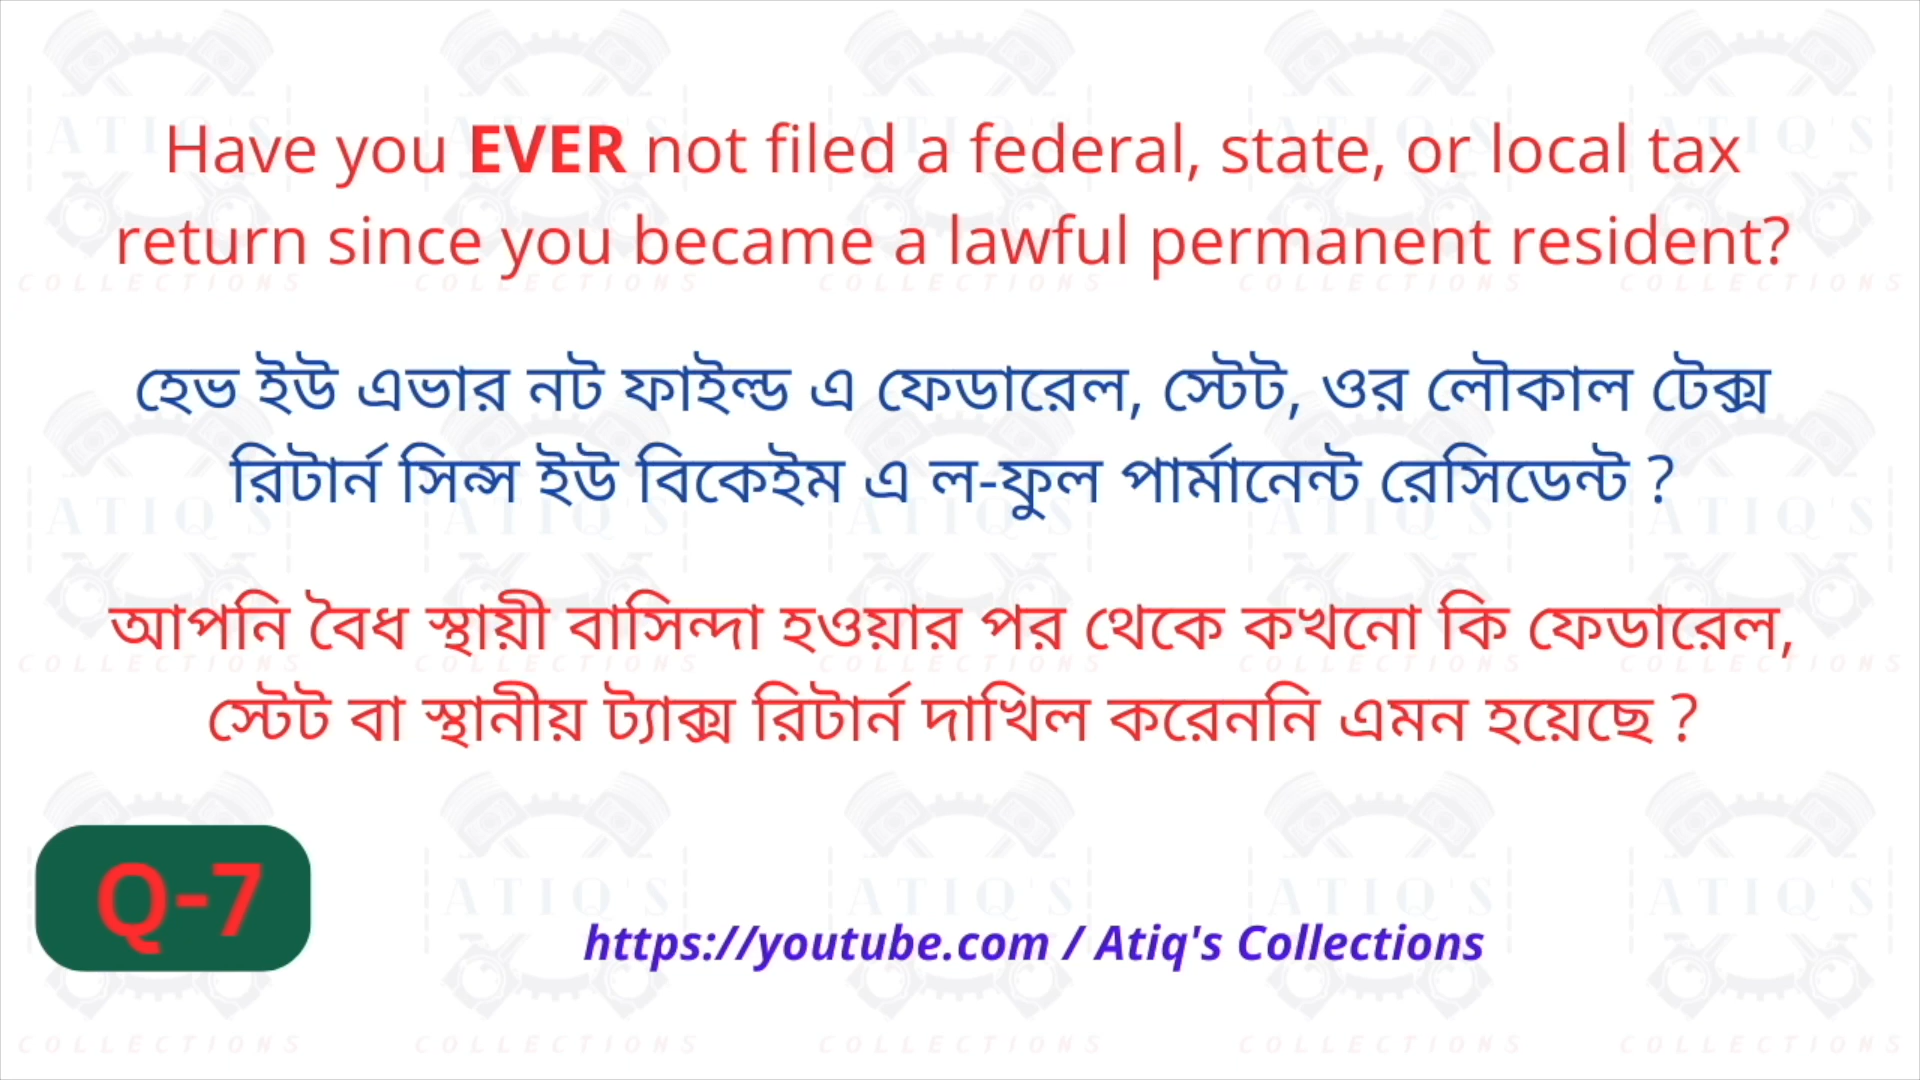 Have you EVER not filed a federal, state, or local tax
return since you became a lawful permanent resident?
হেভ ইউ এভার নট ফাইল্ড এ ফেডারেল, স্টেট, ওর লৌকাল টেক্স
রিটার্ন সিন্স ইউ বিকেইম এ ল-ফুল পার্মানেন্ট রেসিডেন্ট ?
আপনি বৈধ স্থায়ী বাসিন্দা হওয়ার পর থেকে কখনো কি ফেডারেল,
স্টেট বা স্থানীয় ট্যাক্স রিটার্ন দাখিল করেননি এমন হয়েছে ?
Q-7
https://youtube.com / Atiq's Collections